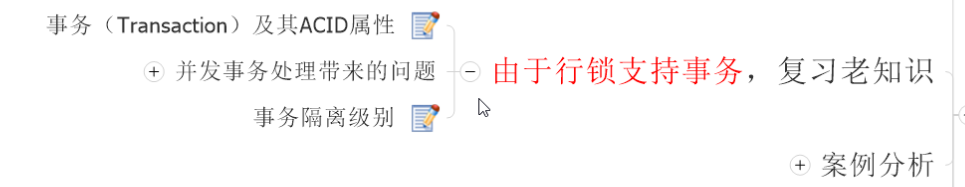 事务（Transaction）及其ACID属性
并发事务处理带来的问题
事务隔离级别
由于行锁支持事务，复习老知识
案例分析